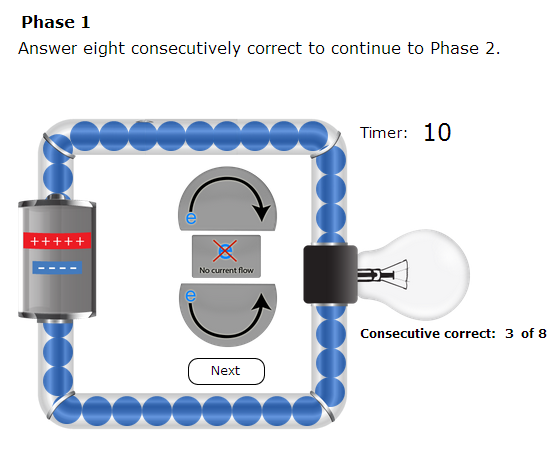 Phase 1
Answer eight consecutively correct to continue to Phase 2.
Timer: 10
e
+++++
e
----
No current flow
e
Consecutive correct: 3 of 8
Next